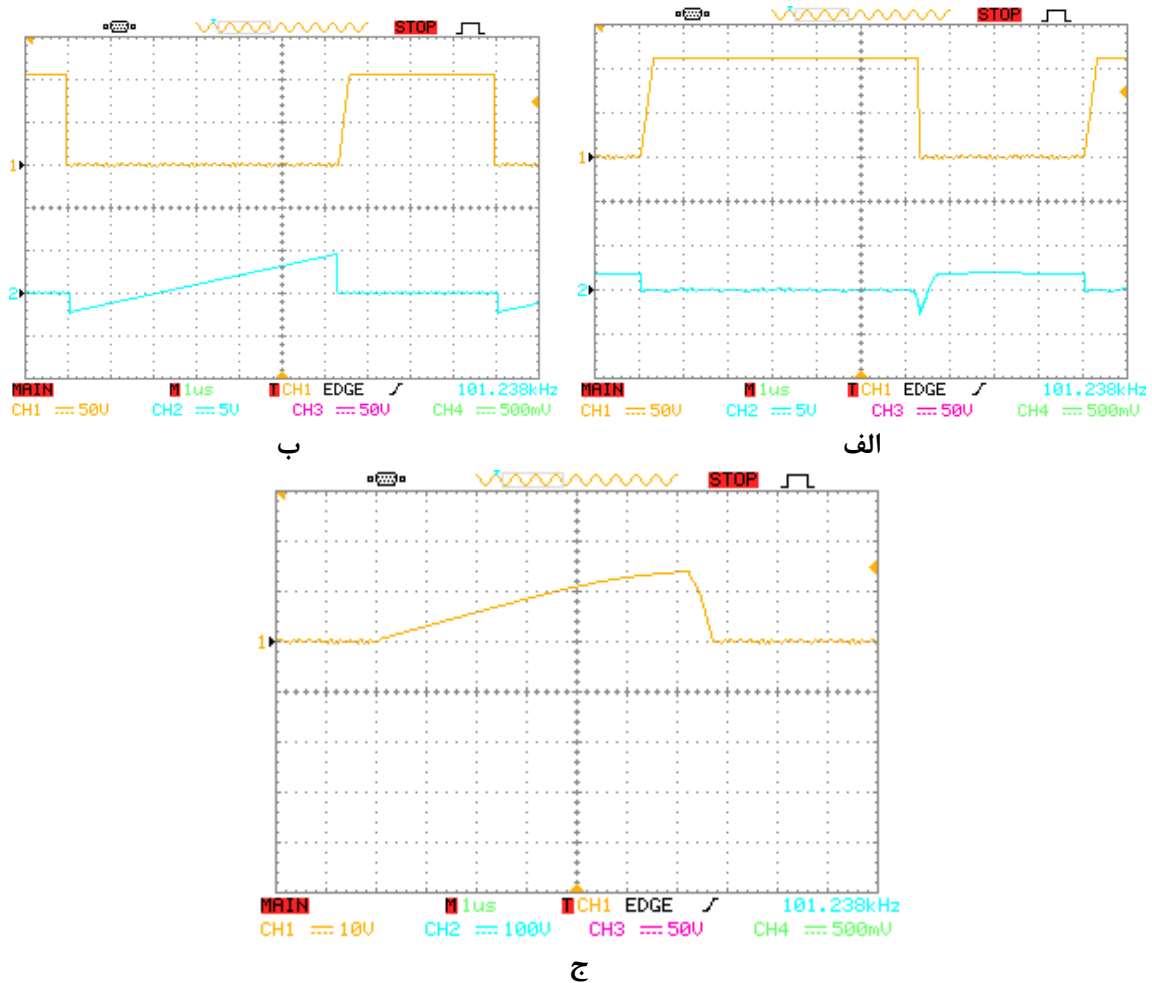 STOP
1
2
MAIN M 1us T CH1 EDGE 101.238kHz
CH1 50V CH2 5V CH3 50V CH4 500mV
ب
STOP
1
2
MAIN M 1us T CH1 EDGE 101.238kHz
CH1 50V CH2 5V CH3 50V CH4 500mV
الف
STOP
1
MAIN M 1us T CH1 EDGE 101.238kHz
CH1 10V CH2 100V CH3 50V CH4 500mV
ج